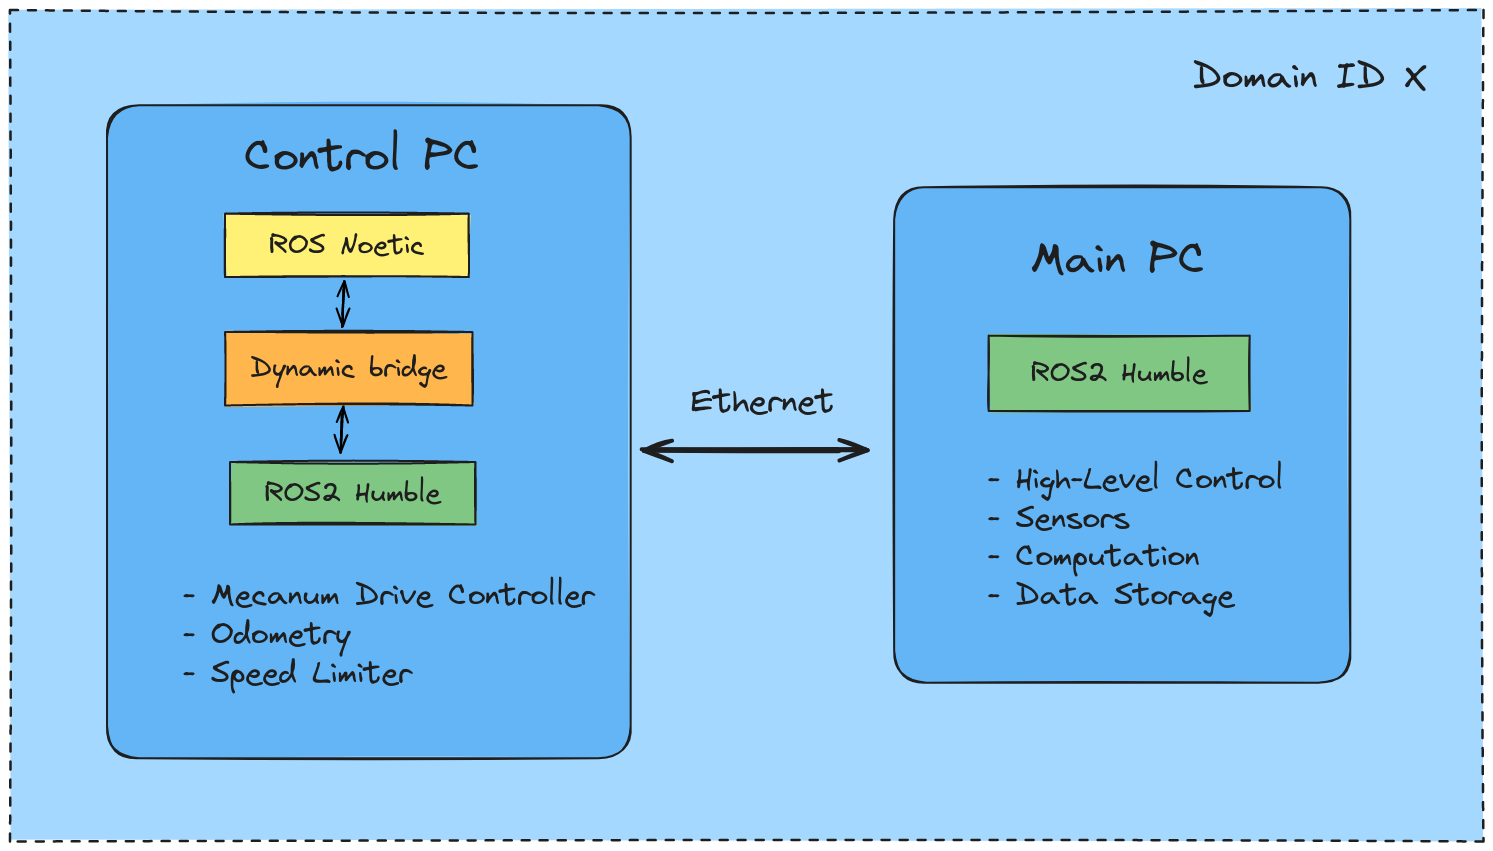 Domain ID X
Control PC
ROS Noetic
Dynamic bridge
ROS2 Humble
- Mecanum Drive Controller
- Odometry
- Speed Limiter
Ethernet
Main PC
ROS2 Humble
- High-Level Control
- Sensors
- Computation
- Data Storage